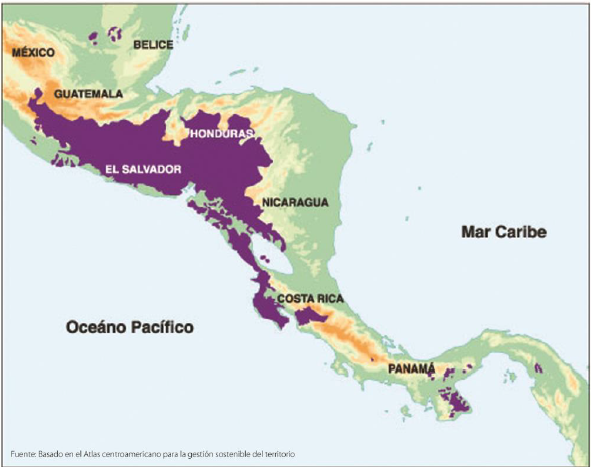 BELICE
MÉXICO
GUATEMALA
HONDURAS
EL SALVADOR
NICARAGUA
Mar Caribe
COSTA RICA
Oceáno Pacífico
PANAMÁ
Fuente: Basado en el Atlas centroamericano para la gestión sostenible del territorio